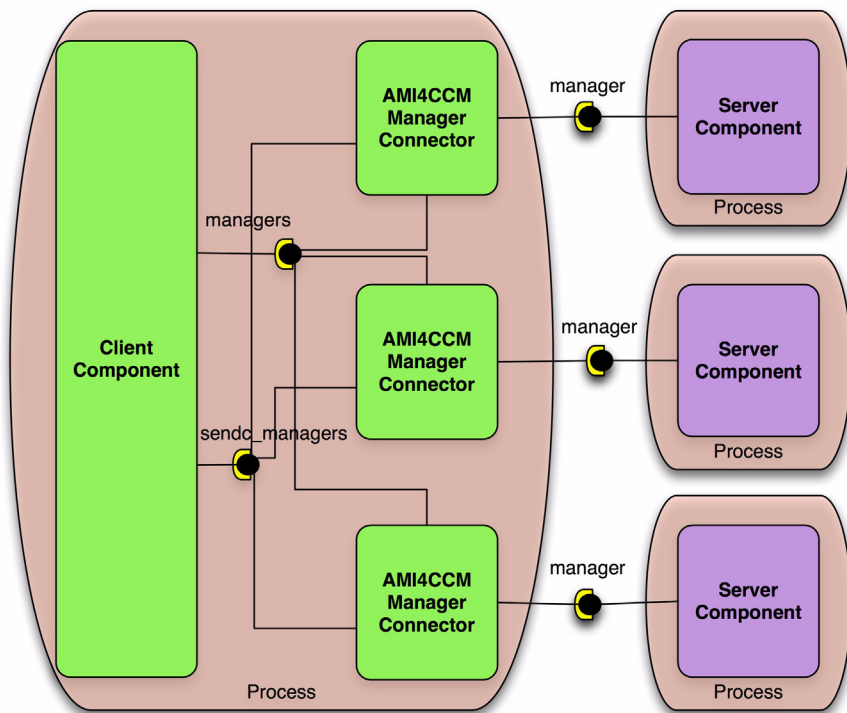 Client
Component
managers
sendc_managers
AMI4CCM
Manager
Connector
AMI4CCM
Manager
Connector
AMI4CCM
Manager
Connector
Process
manager
Server
Component
Process
manager
Server
Component
Process
manager
Server
Component
Process